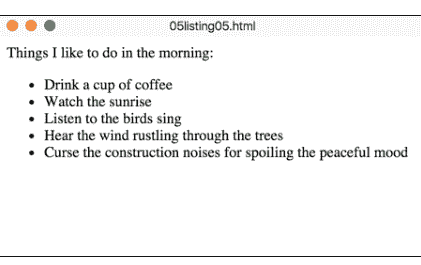 05listing05.html
Things I like to do in the morning:
• Drink a cup of coffee
• Watch the sunrise
• Listen to the birds sing
• Hear the wind rustling through the trees
• Curse the construction noises for spoiling the peaceful mood